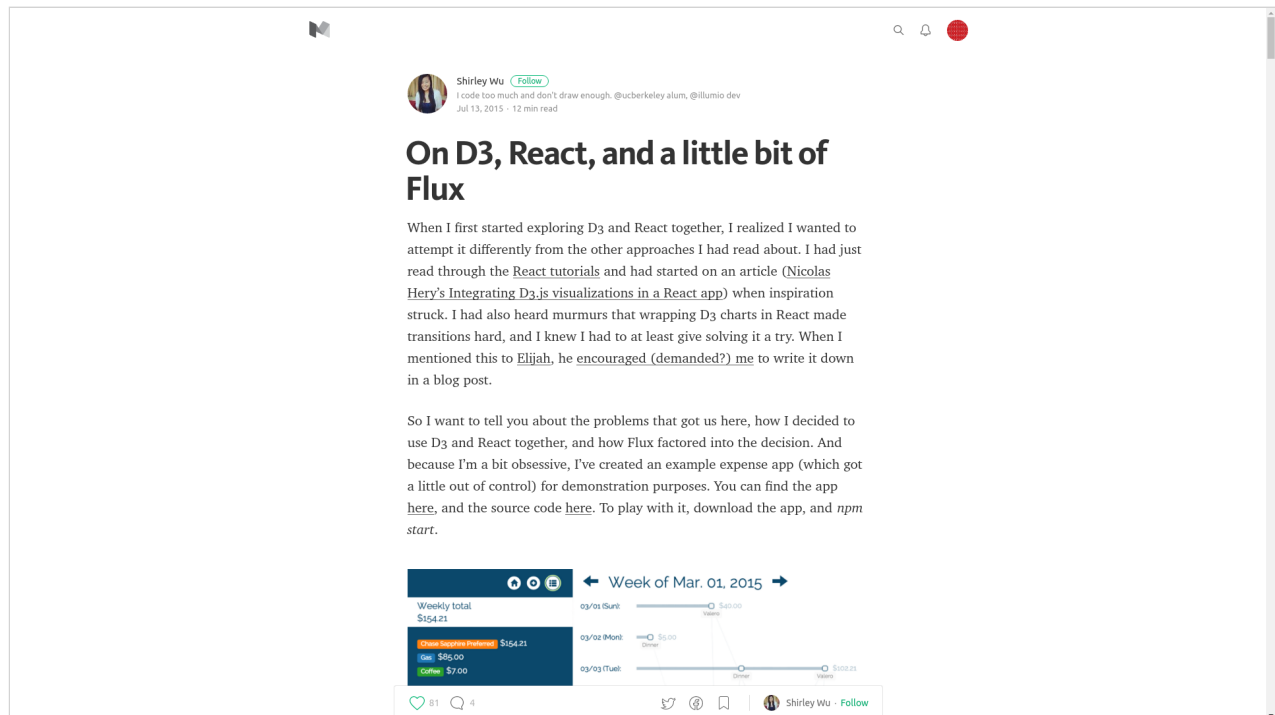 Shirley Wu Follow
I code too much and don't draw enough. @ucberkeley alum, @illumio dev
Jul 13, 2015 · 12 min read
On D3, React, and a little bit of
Flux
When I first started exploring D3 and React together, I realized I wanted to
attempt it differently from the other approaches I had read about. I had just
read through the React tutorials and had started on an article (Nicolas
Hery's Integrating D3.js visualizations in a React app) when inspiration
struck. I had also heard murmurs that wrapping D3 charts in React made
transitions hard, and I knew I had to at least give solving it a try. When I
mentioned this to Elijah, he encouraged (demanded?) me to write it down
in a blog post.
So I want to tell you about the problems that got us here, how I decided to
use D3 and React together, and how Flux factored into the decision. And
because I'm a bit obsessive, I've created an example expense app (which got
a little out of control) for demonstration purposes. You can find the app
here, and the source code here. To play with it, download the app, and npm
start.
Week of Mar. 01, 2015
Weekly total
$154.21
Chase Sapphire Preferred $154.21
Gas $85.00
Coffee $7.00
03/01 (Sun): $40.00
Valero
03/02 (Mon): $5.00
Dinner
03/03 (Tue): $102.21
Dinner Valero
81 4 Shirley Wu · Follow